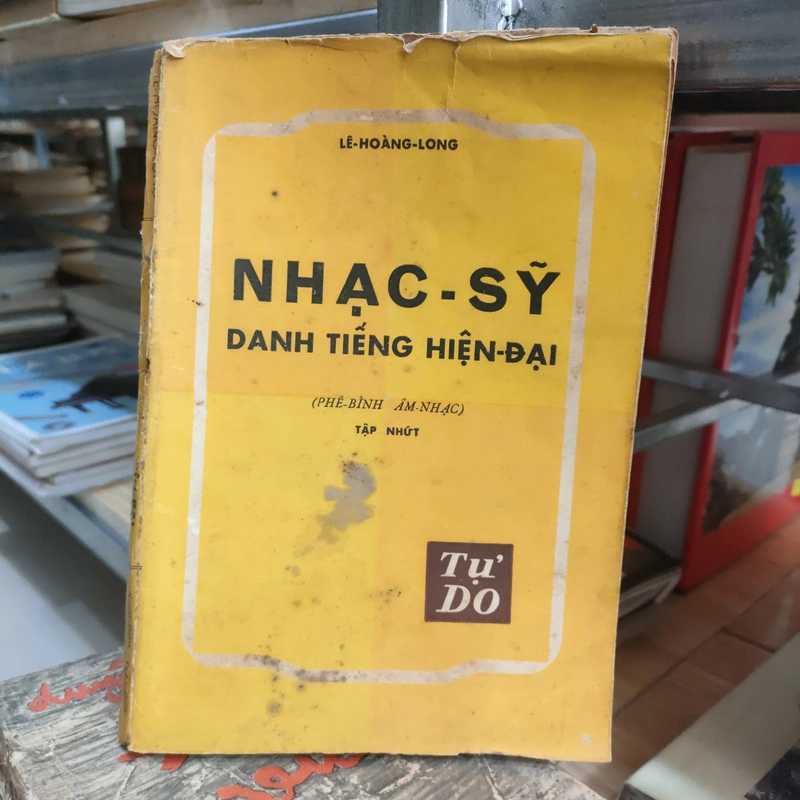 LÊ-HOÀNG-LONG
NHẠC-SỸ
DANH TIẾNG HIỆN-ĐẠI
(PHÊ-BÌNH ÂM-NHẠC)
TẬP NHỨT
Tự
DO